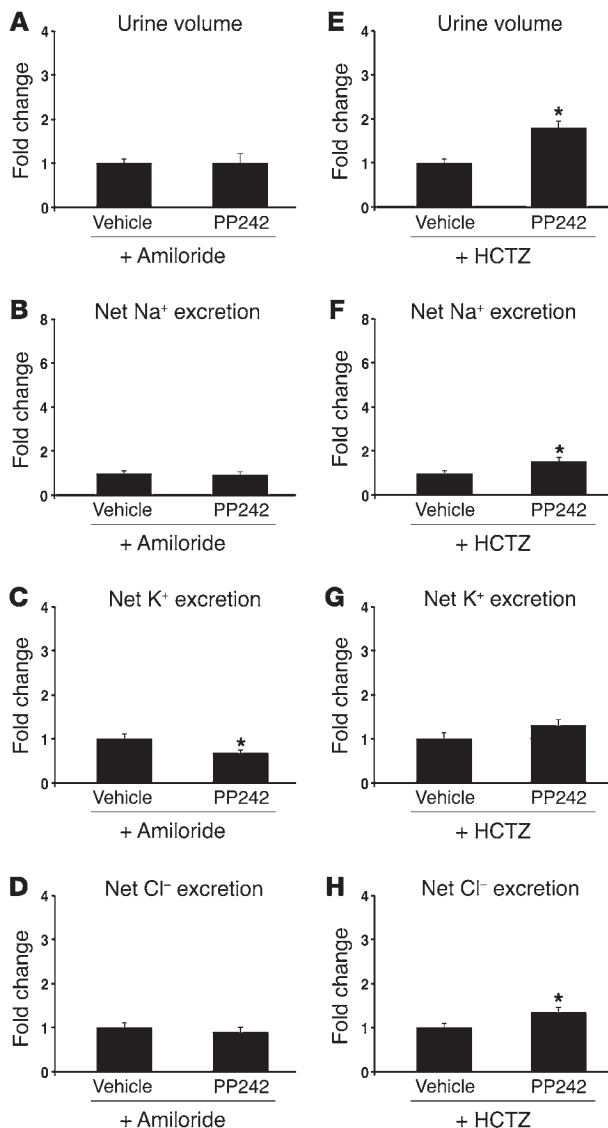 A
Urine volume
Fold change
4
3
2
1
0
Vehicle PP242
+ Amiloride
E
Urine volume
Fold change
4
3
2
1
0
*
Vehicle PP242
+ HCTZ
B
Net Na⁺ excretion
Fold change
8
6
4
2
0
Vehicle PP242
+ Amiloride
F
Net Na⁺ excretion
Fold change
8
6
4
2
0
*
Vehicle PP242
+ HCTZ
C
Net K⁺ excretion
Fold change
4
3
2
1
0
*
Vehicle PP242
+ Amiloride
G
Net K⁺ excretion
Fold change
4
3
2
1
0
Vehicle PP242
+ HCTZ
D
Net Cl⁻ excretion
Fold change
4
3
2
1
0
Vehicle PP242
+ Amiloride
H
Net Cl⁻ excretion
Fold change
4
3
2
1
0
*
Vehicle PP242
+ HCTZ